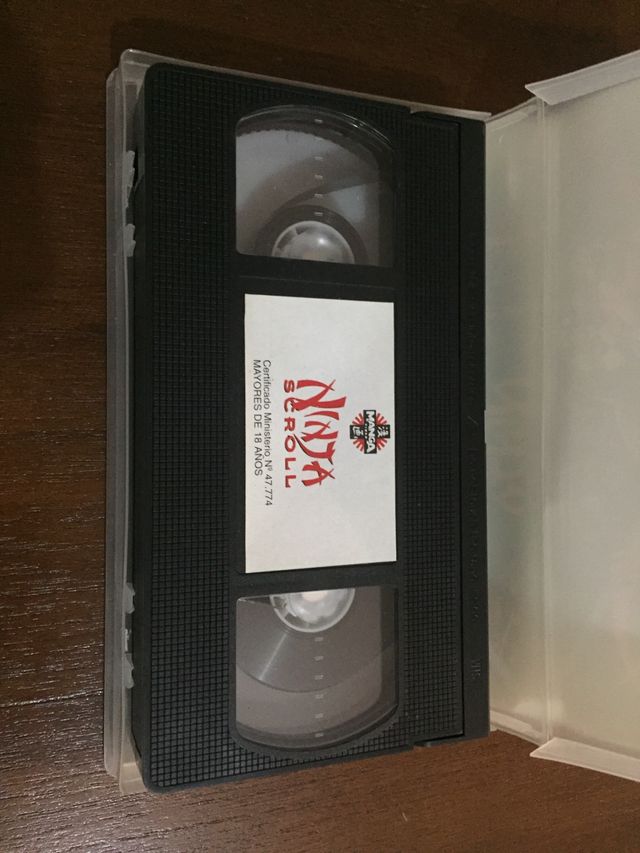 MANGA
NINJA
SCROLL
Certificado Ministerio Nº 47.774
MAYORES DE 18 AÑOS